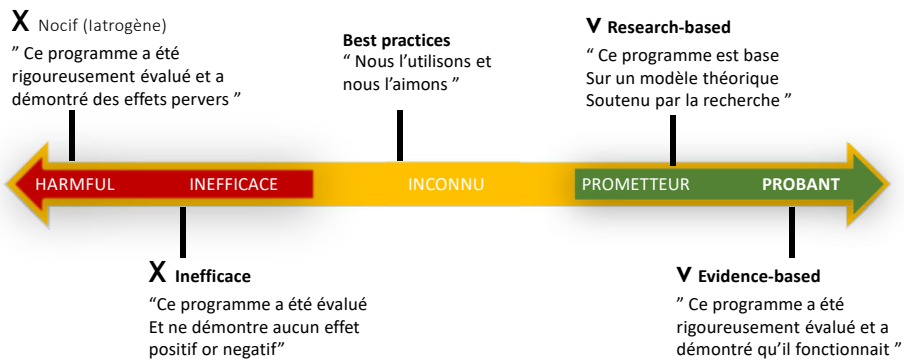 X Nocif (Iatrogène)
” Ce programme a été
rigoureusement évalué et a
démontré des effets pervers ”
Best practices
“ Nous l’utilisons et
nous l’aimons ”
V Research-based
“ Ce programme est base
Sur un modèle théorique
Soutenu par la recherche ”
HARMFUL
INEFFICACE
INCONNU
PROMETTEUR
PROBANT
X Inefficace
“Ce programme a été évalué
Et ne démontre aucun effet
positif or negatif”
V Evidence-based
” Ce programme a été
rigoureusement évalué et a
démontré qu’il fonctionnait ”